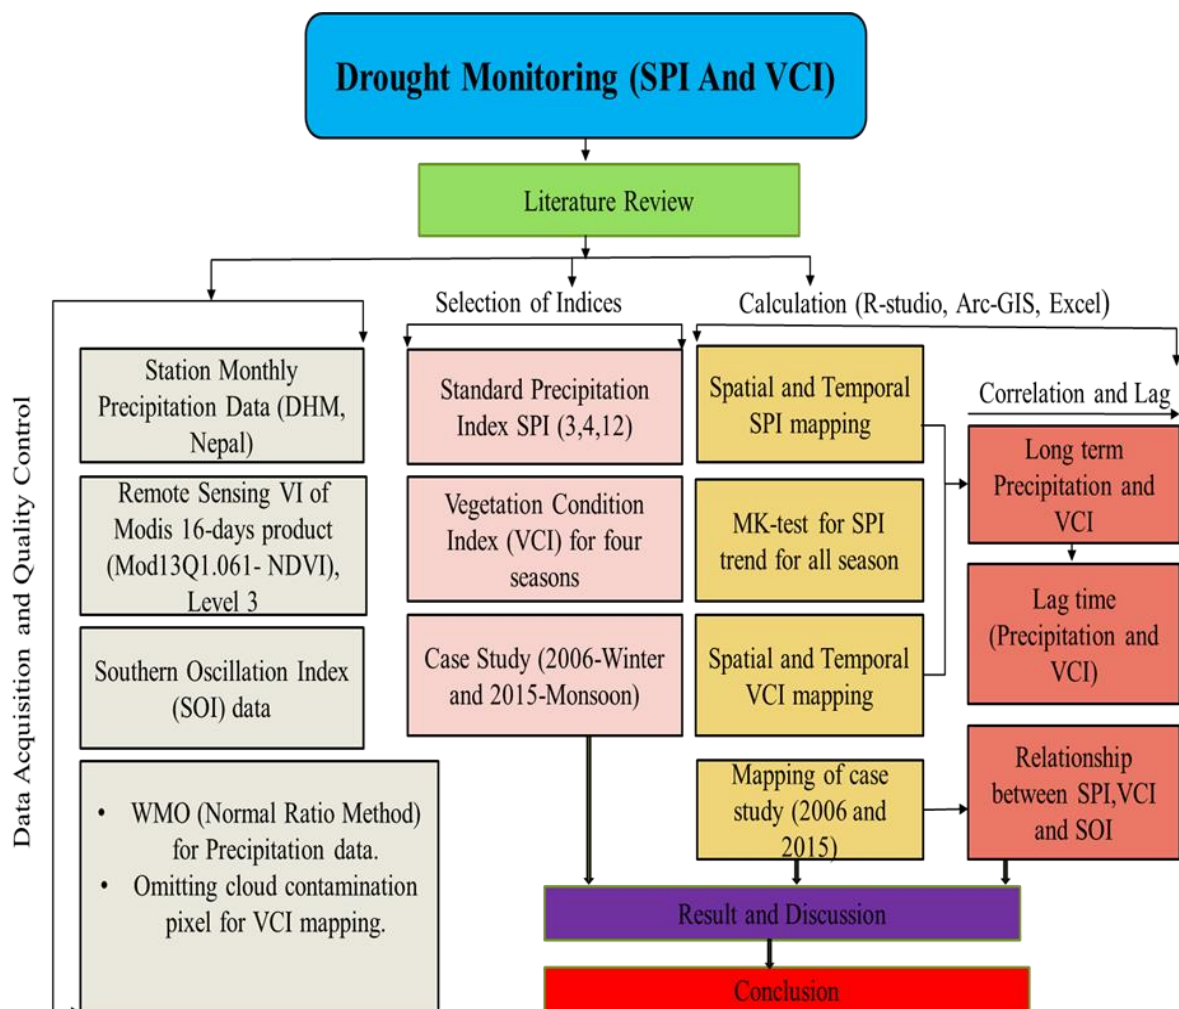 Drought Monitoring (SPI And VCI)
Literature Review
Data Acquisition and Quality Control
Station Monthly
Precipitation Data (DHM,
Nepal)
Remote Sensing VI of
Modis 16-days product
(Mod13Q1.061- NDVI),
Level 3
Southern Oscillation Index
(SOI) data
• WMO (Normal Ratio Method)
for Precipitation data.
• Omitting cloud contamination
pixel for VCI mapping.
Selection of Indices
Standard Precipitation
Index SPI (3,4,12)
Vegetation Condition
Index (VCI) for four
seasons
Case Study (2006-Winter
and 2015-Monsoon)
Calculation (R-studio, Arc-GIS, Excel)
Spatial and Temporal
SPI mapping
MK-test for SPI
trend for all season
Spatial and Temporal
VCI mapping
Mapping of case
study (2006 and
2015)
Correlation and Lag
Long term
Precipitation and
VCI
Lag time
(Precipitation and
VCI)
Relationship
between SPI,VCI
and SOI
Result and Discussion
Conclusion